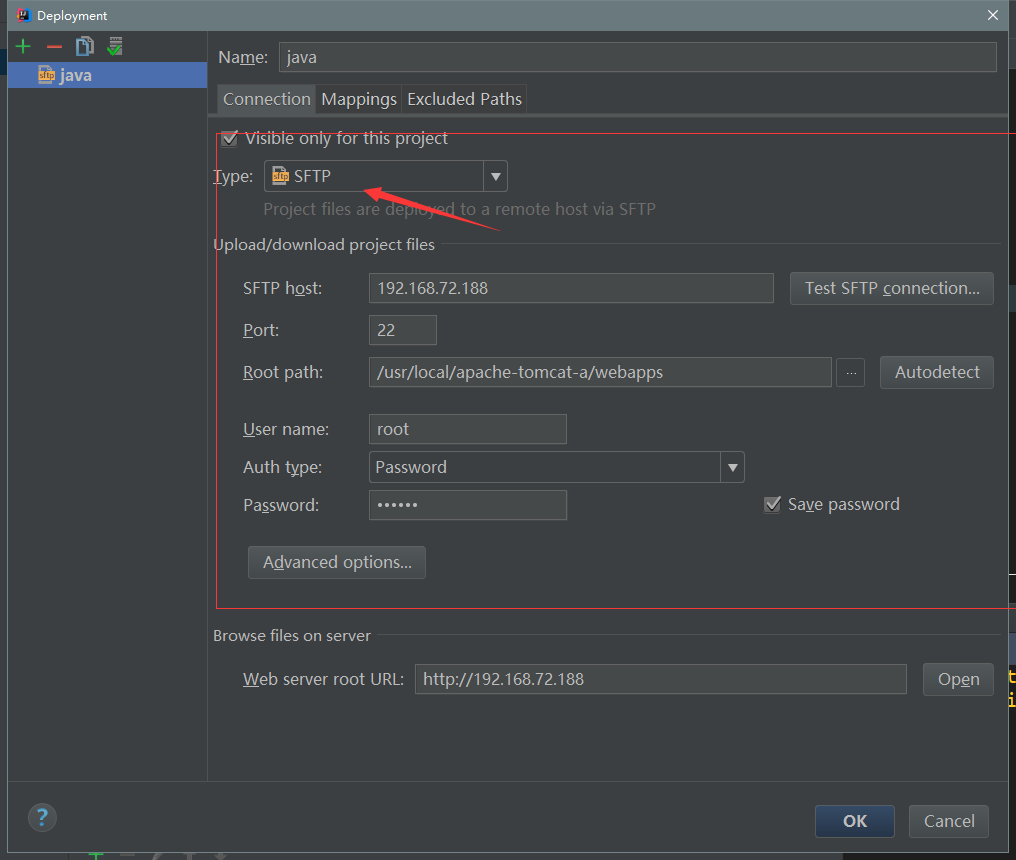 Deployment
java
Name: java
Connection Mappings Excluded Paths
Visible only for this project
Type: sftp SFTP
Project files are deployed to a remote host via SFTP
Upload/download project files
SFTP host: 192.168.72.188 Test SFTP connection...
Port: 22
Root path: /usr/local/apache-tomcat-a/webapps ... Autodetect
User name: root
Auth type: Password
Password: •••••• Save password
Advanced options...
Browse files on server
Web server root URL: http://192.168.72.188 Open
? OK Cancel